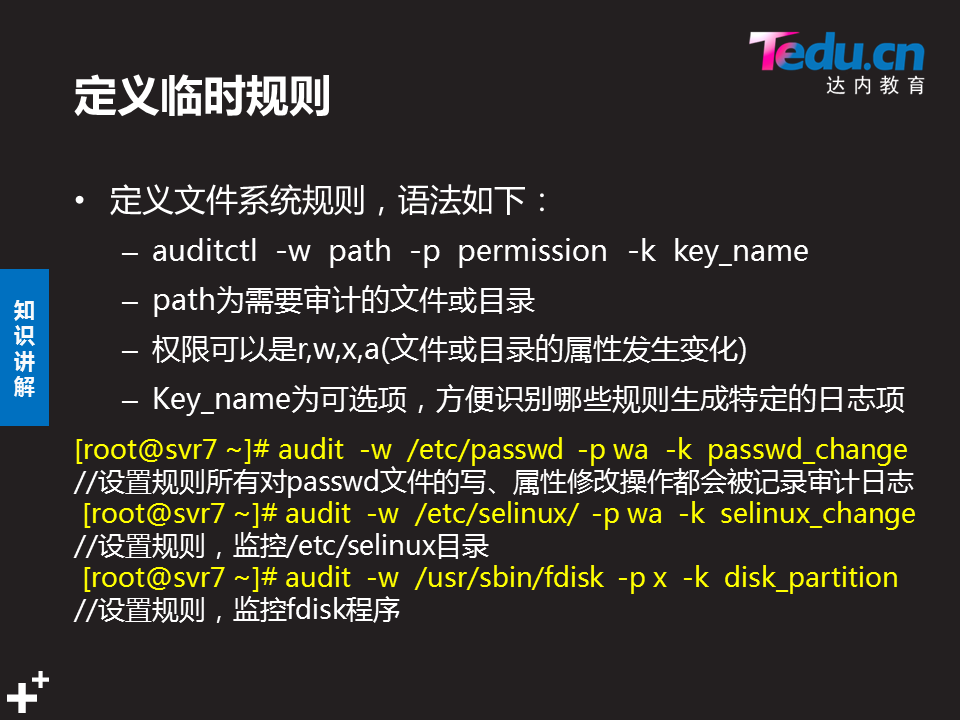 Tedu.cn
达内教育
定义临时规则
• 定义文件系统规则，语法如下：
– auditctl -w path -p permission -k key_name
– path为需要审计的文件或目录
– 权限可以是r,w,x,a(文件或目录的属性发生变化)
– Key_name为可选项，方便识别哪些规则生成特定的日志项
知识讲解
[root@svr7 ~]# audit -w /etc/passwd -p wa -k passwd_change
//设置规则所有对passwd文件的写、属性修改操作都会被记录审计日志
[root@svr7 ~]# audit -w /etc/selinux/ -p wa -k selinux_change
//设置规则，监控/etc/selinux目录
[root@svr7 ~]# audit -w /usr/sbin/fdisk -p x -k disk_partition
//设置规则，监控fdisk程序